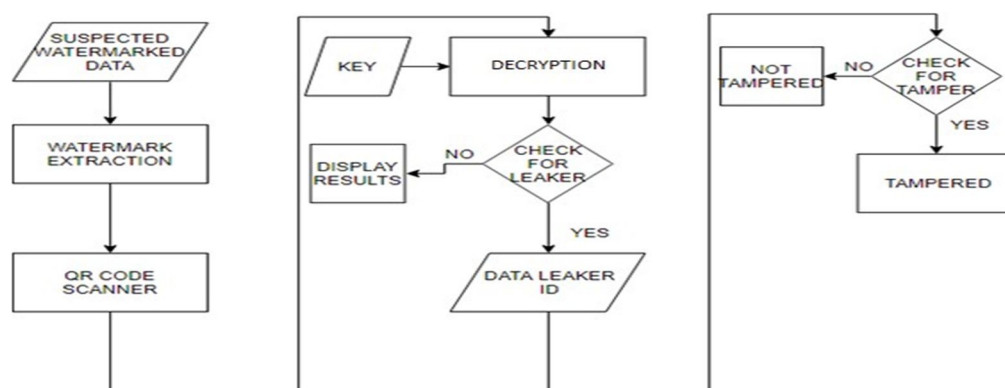 SUSPECTED
WATERMARKED
DATA
WATERMARK
EXTRACTION
QR CODE
SCANNER
KEY
DECRYPTION
CHECK
FOR
LEAKER
NO
DISPLAY
RESULTS
YES
DATA LEAKER
ID
CHECK
FOR
TAMPER
NO
NOT
TAMPERED
YES
TAMPERED